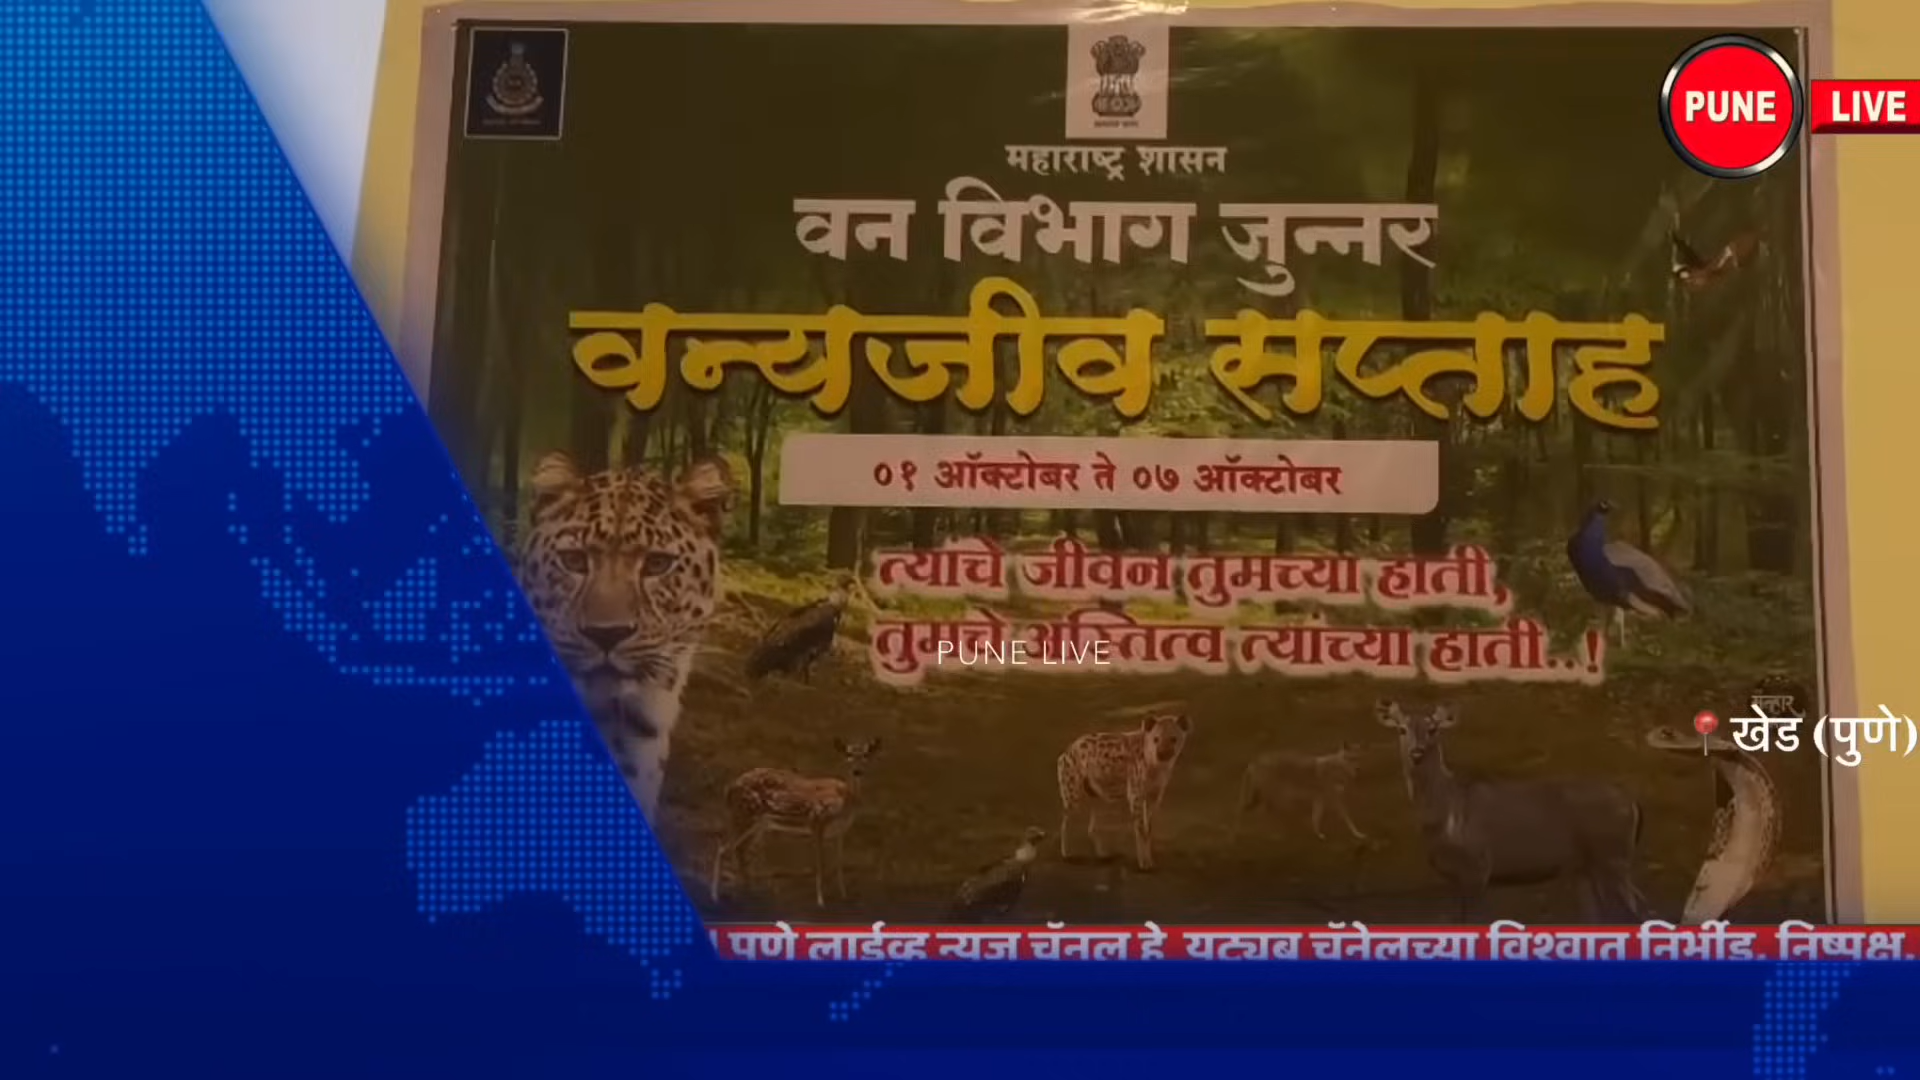 PUNE LIVE
महाराष्ट्र शासन
वन विभाग जुन्नर
वन्यजीव सप्ताह
०१ ऑक्टोबर ते ०७ ऑक्टोबर
त्यांचे जीवन तुमच्या हाती,
तुमचे अस्तित्व त्यांच्या हाती..!
PUNE LIVE
खेड (पुणे)
पुणे लाईव्ह न्यूज चॅनल हे युट्युब चॅनेलच्या विश्वात निर्भीड, निष्पक्ष,